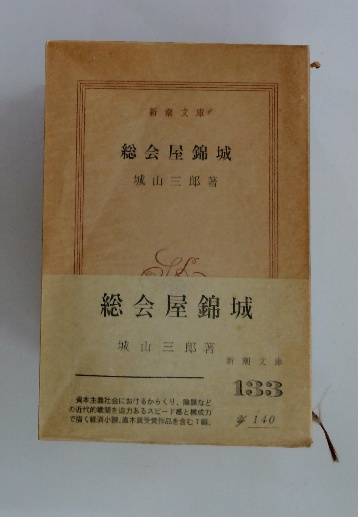 新潮文庫
総会屋錦城
城山三郎著
総会屋錦城
城山三郎著
新潮文庫
133
¥ 140
資本主義社会におけるからくり、陰謀など
の近代的戦闘を迫力あるスピード感と構成力
で描く経済小説。直木賞受賞作品を含む7編。